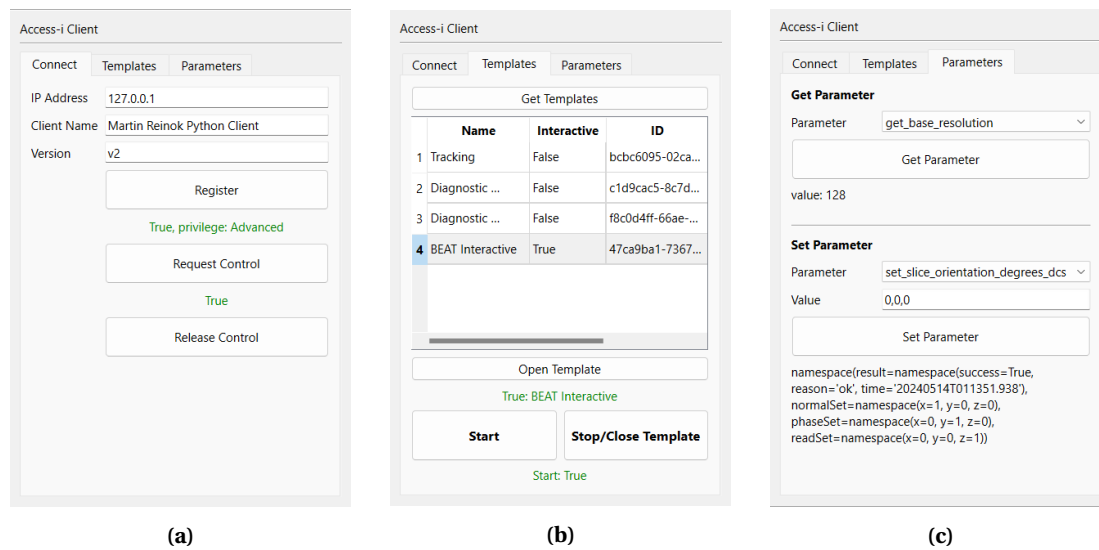 Access-i Client
Connect Templates Parameters
IP Address 127.0.0.1
Client Name Martin Reinok Python Client
Version v2
Register
True, privilege: Advanced
Request Control
True
Release Control
(a)
Access-i Client
Connect Templates Parameters
Get Templates
Name Interactive ID
1 Tracking False bcbc6095-02ca...
2 Diagnostic ... False c1d9cac5-8c7d...
3 Diagnostic ... False f8c0d4ff-66ae-...
4 BEAT Interactive True 47ca9ba1-7367...
Open Template
True: BEAT Interactive
Start Stop/Close Template
Start: True
(b)
Access-i Client
Connect Templates Parameters
Get Parameter
Parameter get_base_resolution
Get Parameter
value: 128
Set Parameter
Parameter set_slice_orientation_degrees_dcs
Value 0,0,0
Set Parameter
namespace(result=namespace(success=True,
reason='ok', time='20240514T011351.938'),
normalSet=namespace(x=1, y=0, z=0),
phaseSet=namespace(x=0, y=1, z=0),
readSet=namespace(x=0, y=0, z=1))
(c)